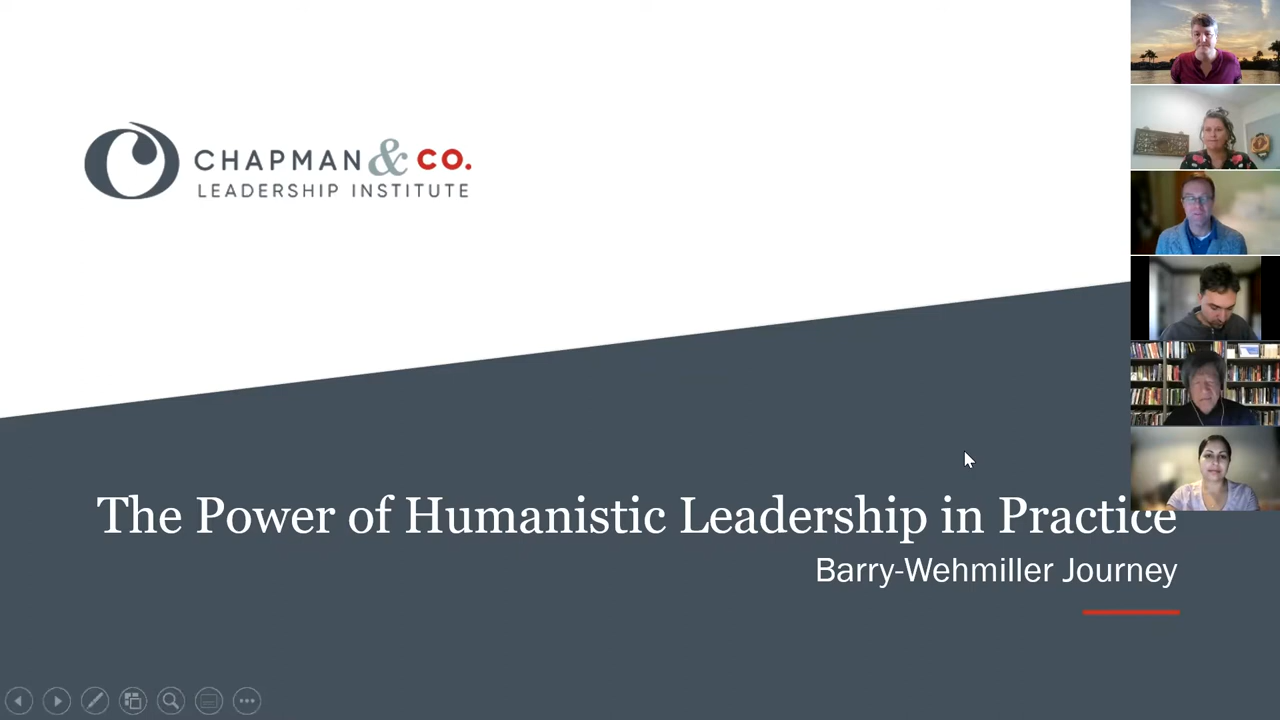 CHAPMAN & CO.
LEADERSHIP INSTITUTE
The Power of Humanistic Leadership in Practice
Barry-Wehmiller Journey